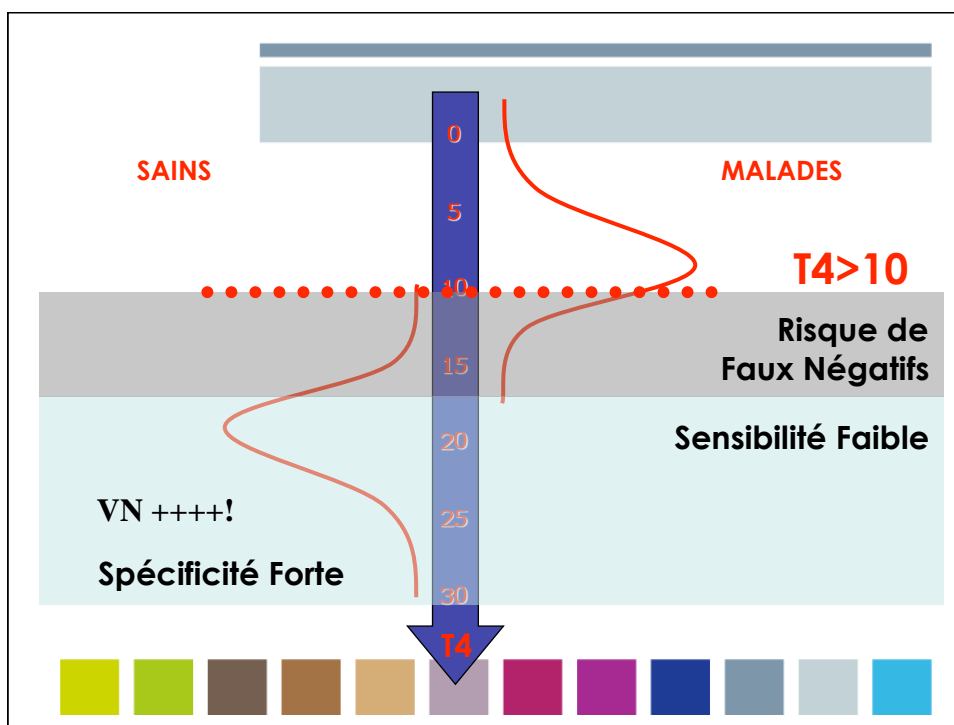 0
SAINS
MALADES
5
T4>10
10
Risque de
Faux Négatifs
15
Sensibilité Faible
20
VN ++++!
25
Spécificité Forte
30
T4